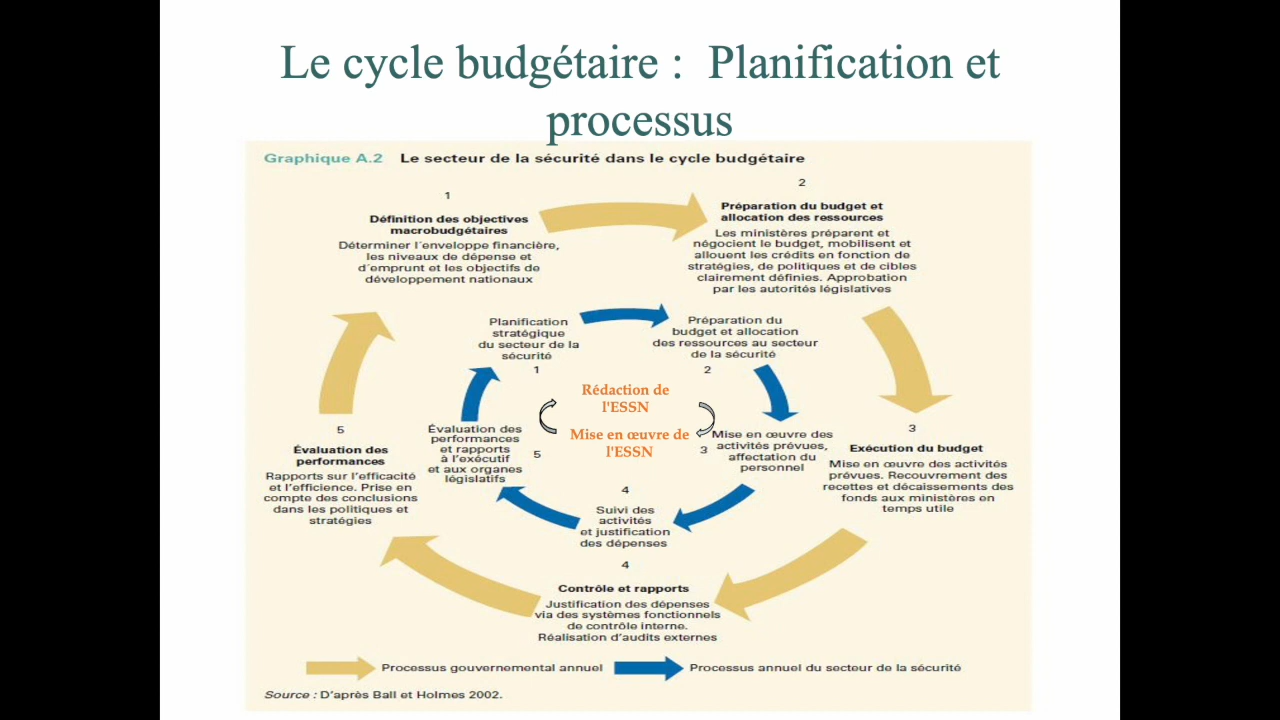 Le cycle budgétaire :  Planification et
processus
Graphique A.2 Le secteur de la sécurité dans le cycle budgétaire
1
Définition des objectives
macrobudgétaires
Déterminer l´enveloppe financière,
les niveaux de dépense et
d´emprunt et les objectifs de
développement nationaux
2
Préparation du budget et
allocation des ressources
Les ministères préparent et
négocient le budget, mobilisent et
allouent les crédits en fonction de
stratégies, de politiques et de cibles
clairement définies. Approbation
par les autorités législatives
Planification
stratégique
du secteur de la
sécurité
1
Préparation du
budget et allocation
des ressources au secteur
de la sécurité
2
Rédaction de
l'ESSN
Mise en œuvre de
l'ESSN
Mise en œuvre des
activités prévues,
affectation du
personnel
3
3
Exécution du budget
Mise en œuvre des activités
prévues. Recouvrement des
recettes et décaissements des
fonds aux ministères en
temps utile
5
Évaluation des
performances
Rapports sur l'efficacité
et l'efficience. Prise en
compte des conclusions
dans les politiques et
stratégies
Évaluation des
performances
et rapports
à l'exécutif
et aux organes
législatifs
5
4
Suivi des
activités
et justification
des dépenses
4
Contrôle et rapports
Justification des dépenses
via des systèmes fonctionnels
de contrôle interne.
Réalisation d'audits externes
Processus gouvernemental annuel
Processus annuel du secteur de la sécurité
Source : D'après Ball et Holmes 2002.